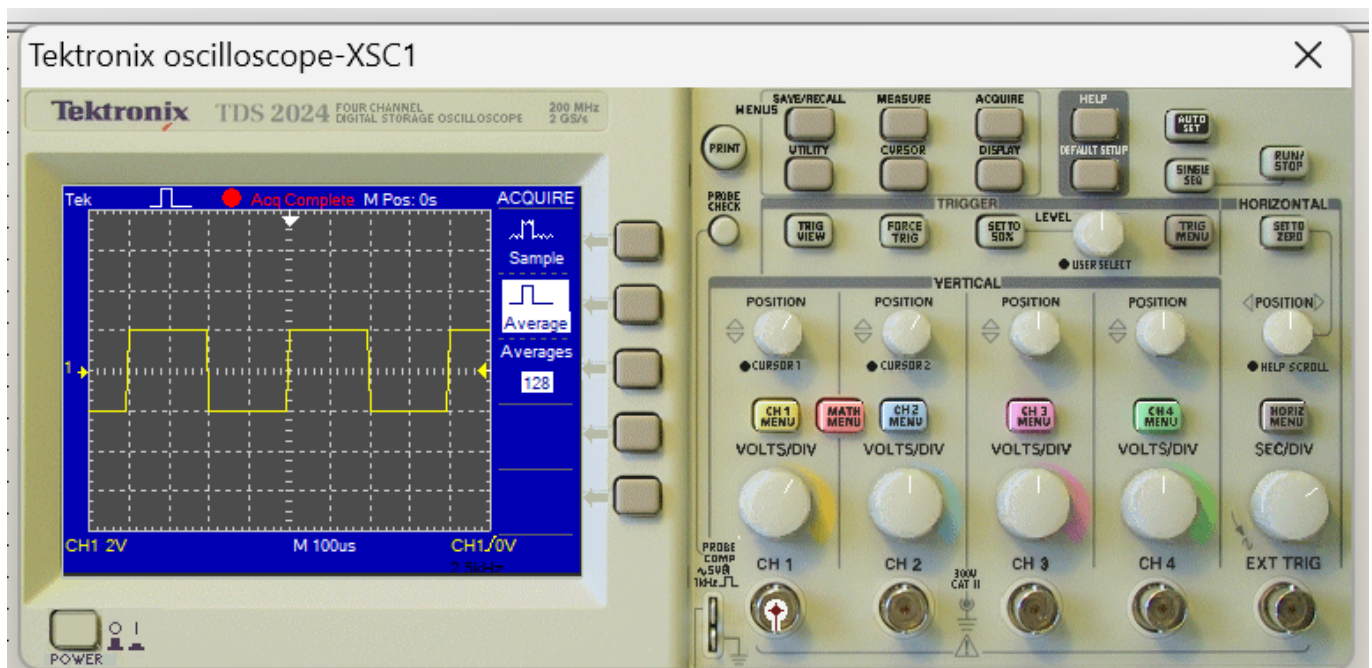 Tektronix oscilloscope-XSC1
Tektronix TDS 2024 FOUR CHANNEL DIGITAL STORAGE OSCILLOSCOPE 200 MHz 2 GS/s
Tek Acq Complete M Pos: 0s ACQUIRE
Sample
Average
Averages
128
1
CH1 2V M 100us CH1 0V
2.5kHz
POWER
MENUS SAVE/RECALL MEASURE ACQUIRE
UTILITY CURSOR DISPLAY
PRINT
HELP
DEFAULT SETUP
AUTO SET
SINGLE SEQ
RUN/STOP
PROBE CHECK
TRIGGER
TRIG VIEW
FORCE TRIG
SET TO 50%
LEVEL
USER SELECT
TRIG MENU
HORIZONTAL
SET TO ZERO
VERTICAL
POSITION POSITION POSITION POSITION POSITION
CURSOR 1 CURSOR 2 HELP SCROLL
CH 1 MENU
MATH MENU
CH 2 MENU
CH 3 MENU
CH 4 MENU
HORIZ MENU
VOLTS/DIV VOLTS/DIV VOLTS/DIV VOLTS/DIV SEC/DIV
PROBE COMP
~5V@
1kHz
CH 1 CH 2 CH 3 CH 4 EXT TRIG
300V
CAT II